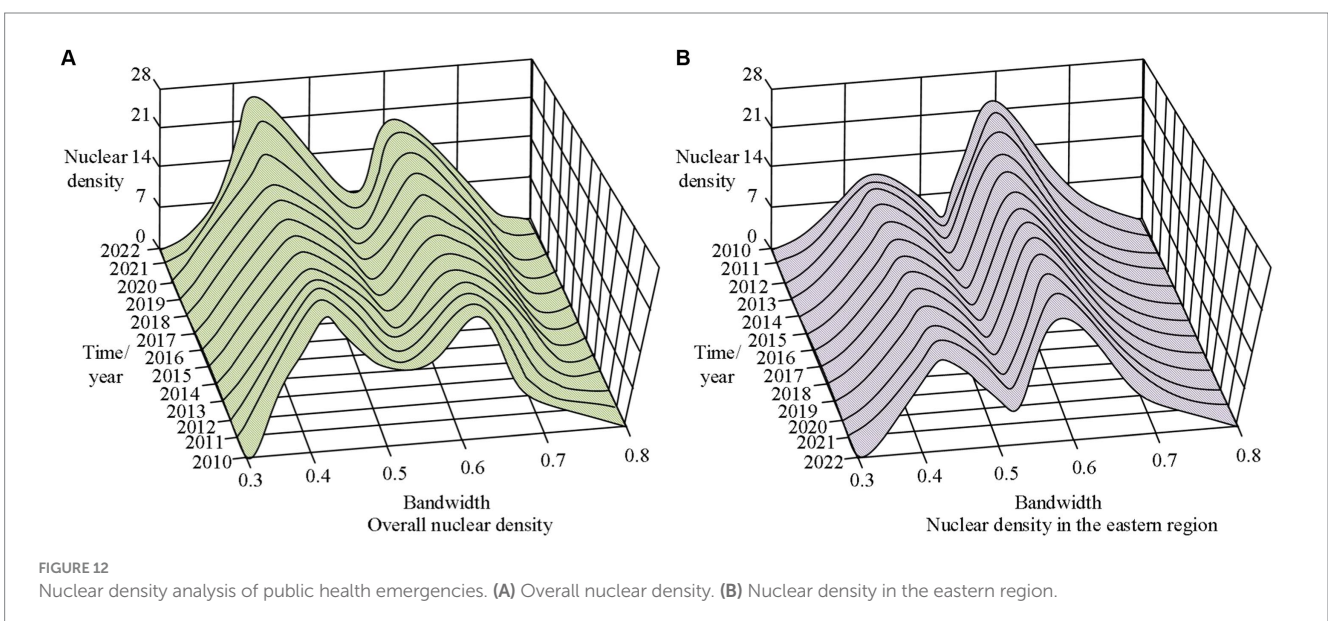 A
28
21
Nuclear 14
density
7
0
2022
2021
2020
2019
2018
2017
Time/ 2016
year 2015
2014
2013
2012
2011
2010
0.3 0.4 0.5 0.6 0.7 0.8
Bandwidth
Overall nuclear density
B
28
21
Nuclear 14
density
7
0
2010
2011
2012
2013
2014
2015
Time/ 2016
year 2017
2018
2019
2020
2021
2022
0.3 0.4 0.5 0.6 0.7 0.8
Bandwidth
Nuclear density in the eastern region
FIGURE 12
Nuclear density analysis of public health emergencies. (A) Overall nuclear density. (B) Nuclear density in the eastern region.